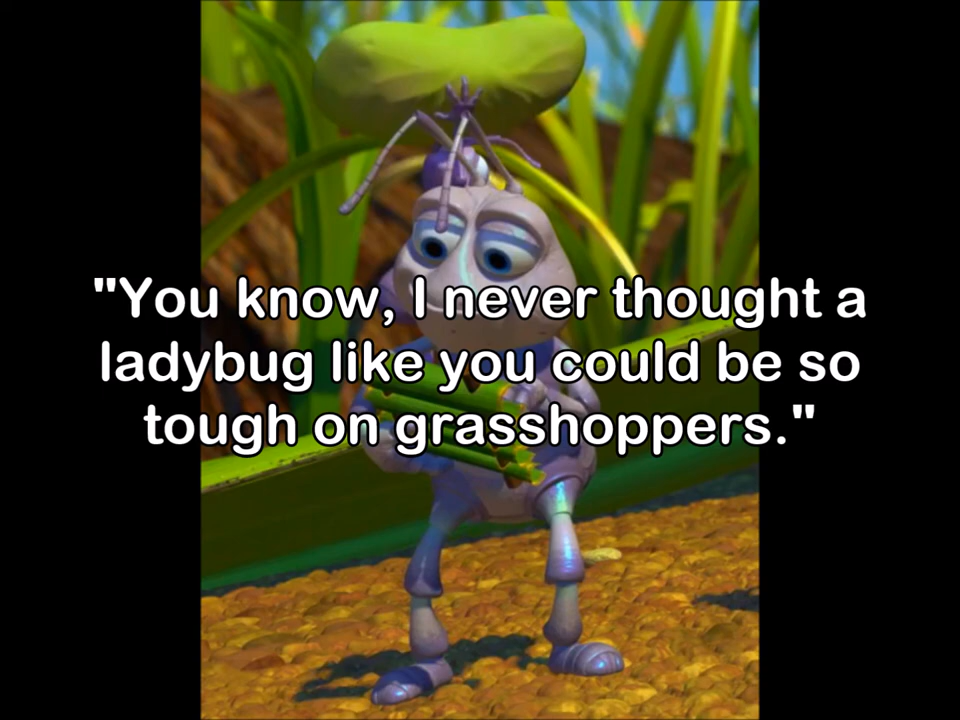 "You know, I never thought a
ladybug like you could be so
tough on grasshoppers."